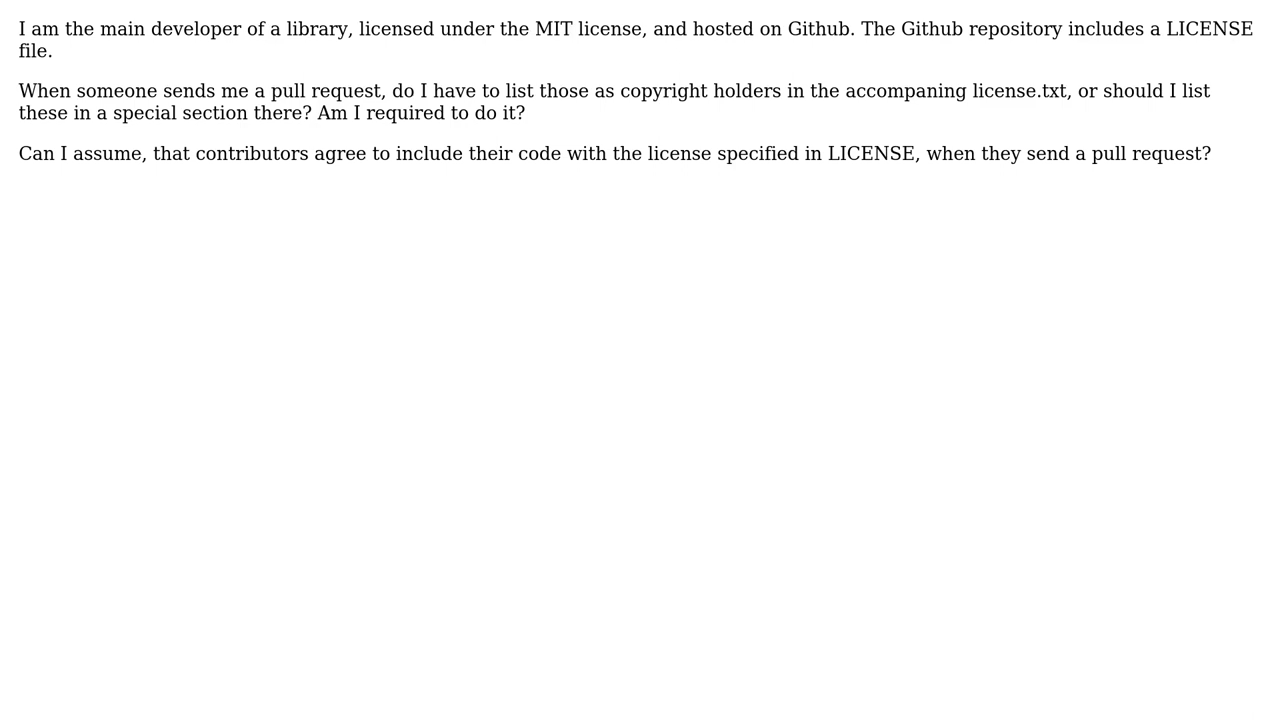 I am the main developer of a library, licensed under the MIT license, and hosted on Github. The Github repository includes a LICENSE
file.
When someone sends me a pull request, do I have to list those as copyright holders in the accompaning license.txt, or should I list
these in a special section there? Am I required to do it?
Can I assume, that contributors agree to include their code with the license specified in LICENSE, when they send a pull request?